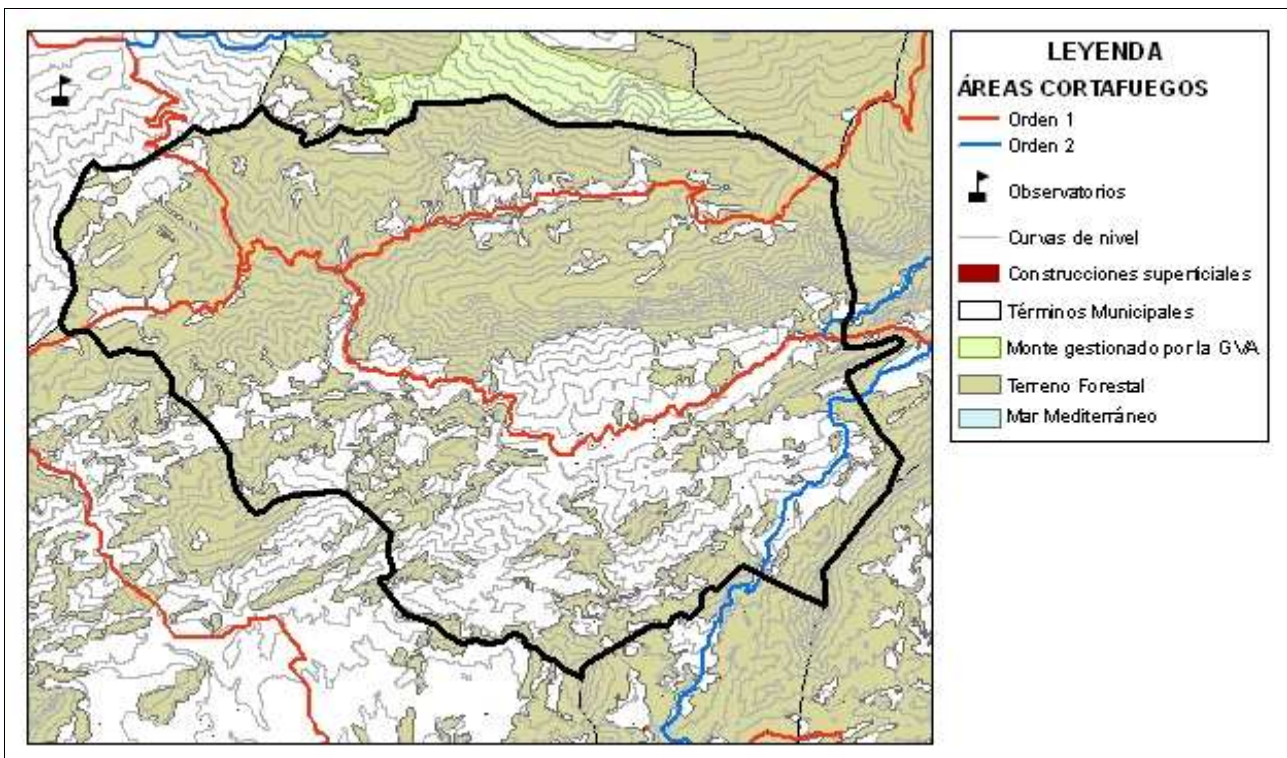 LEYENDA
ÁREAS CORTAFUEGOS
Orden 1
Orden 2
Observatorios
Curvas de nivel
Construcciones superficiales
Términos Municipales
Monte gestionado por la GVA
Terreno Forestal
Mar Mediterráneo